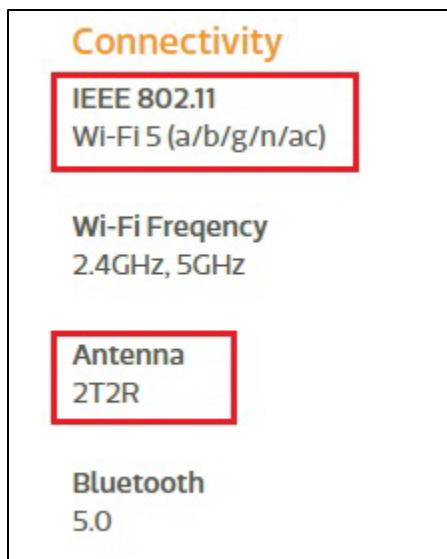 Connectivity
IEEE 802.11
Wi-Fi 5 (a/b/g/n/ac)
Wi-Fi Freqency
2.4GHz, 5GHz
Antenna
2T2R
Bluetooth
5.0